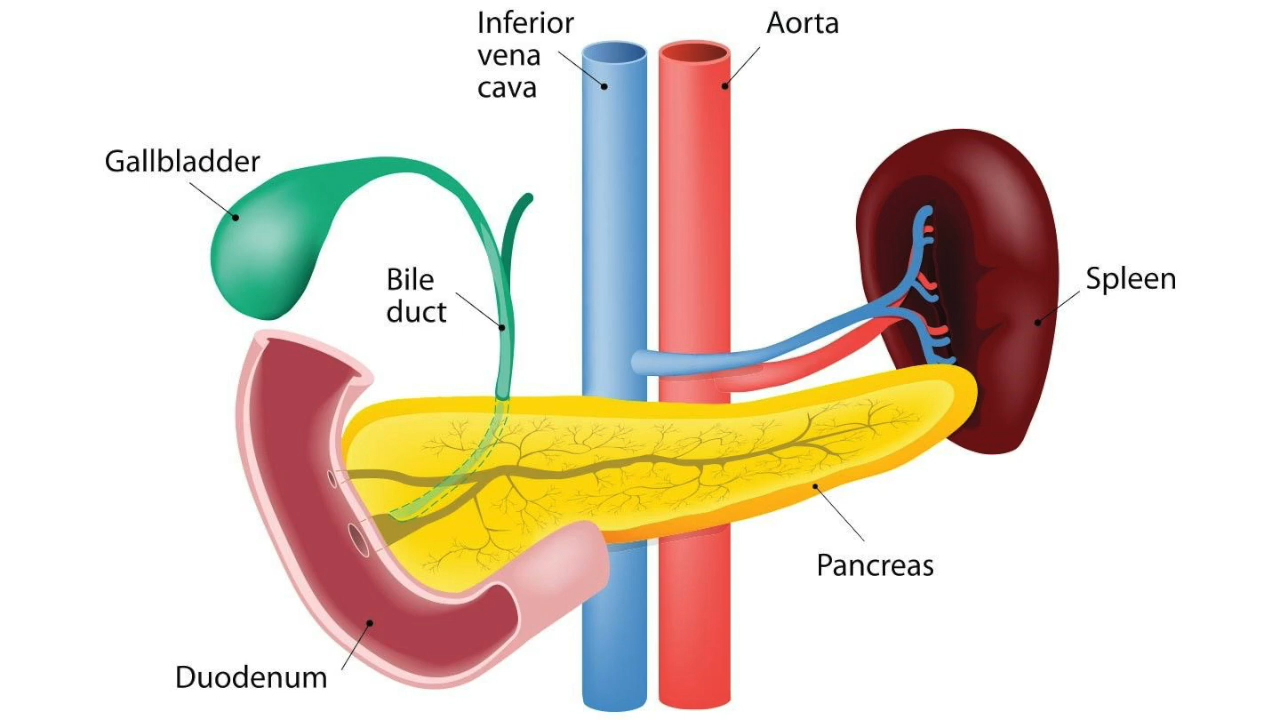 Inferior
vena
cava
Aorta
Gallbladder
Bile
duct
Spleen
Pancreas
Duodenum